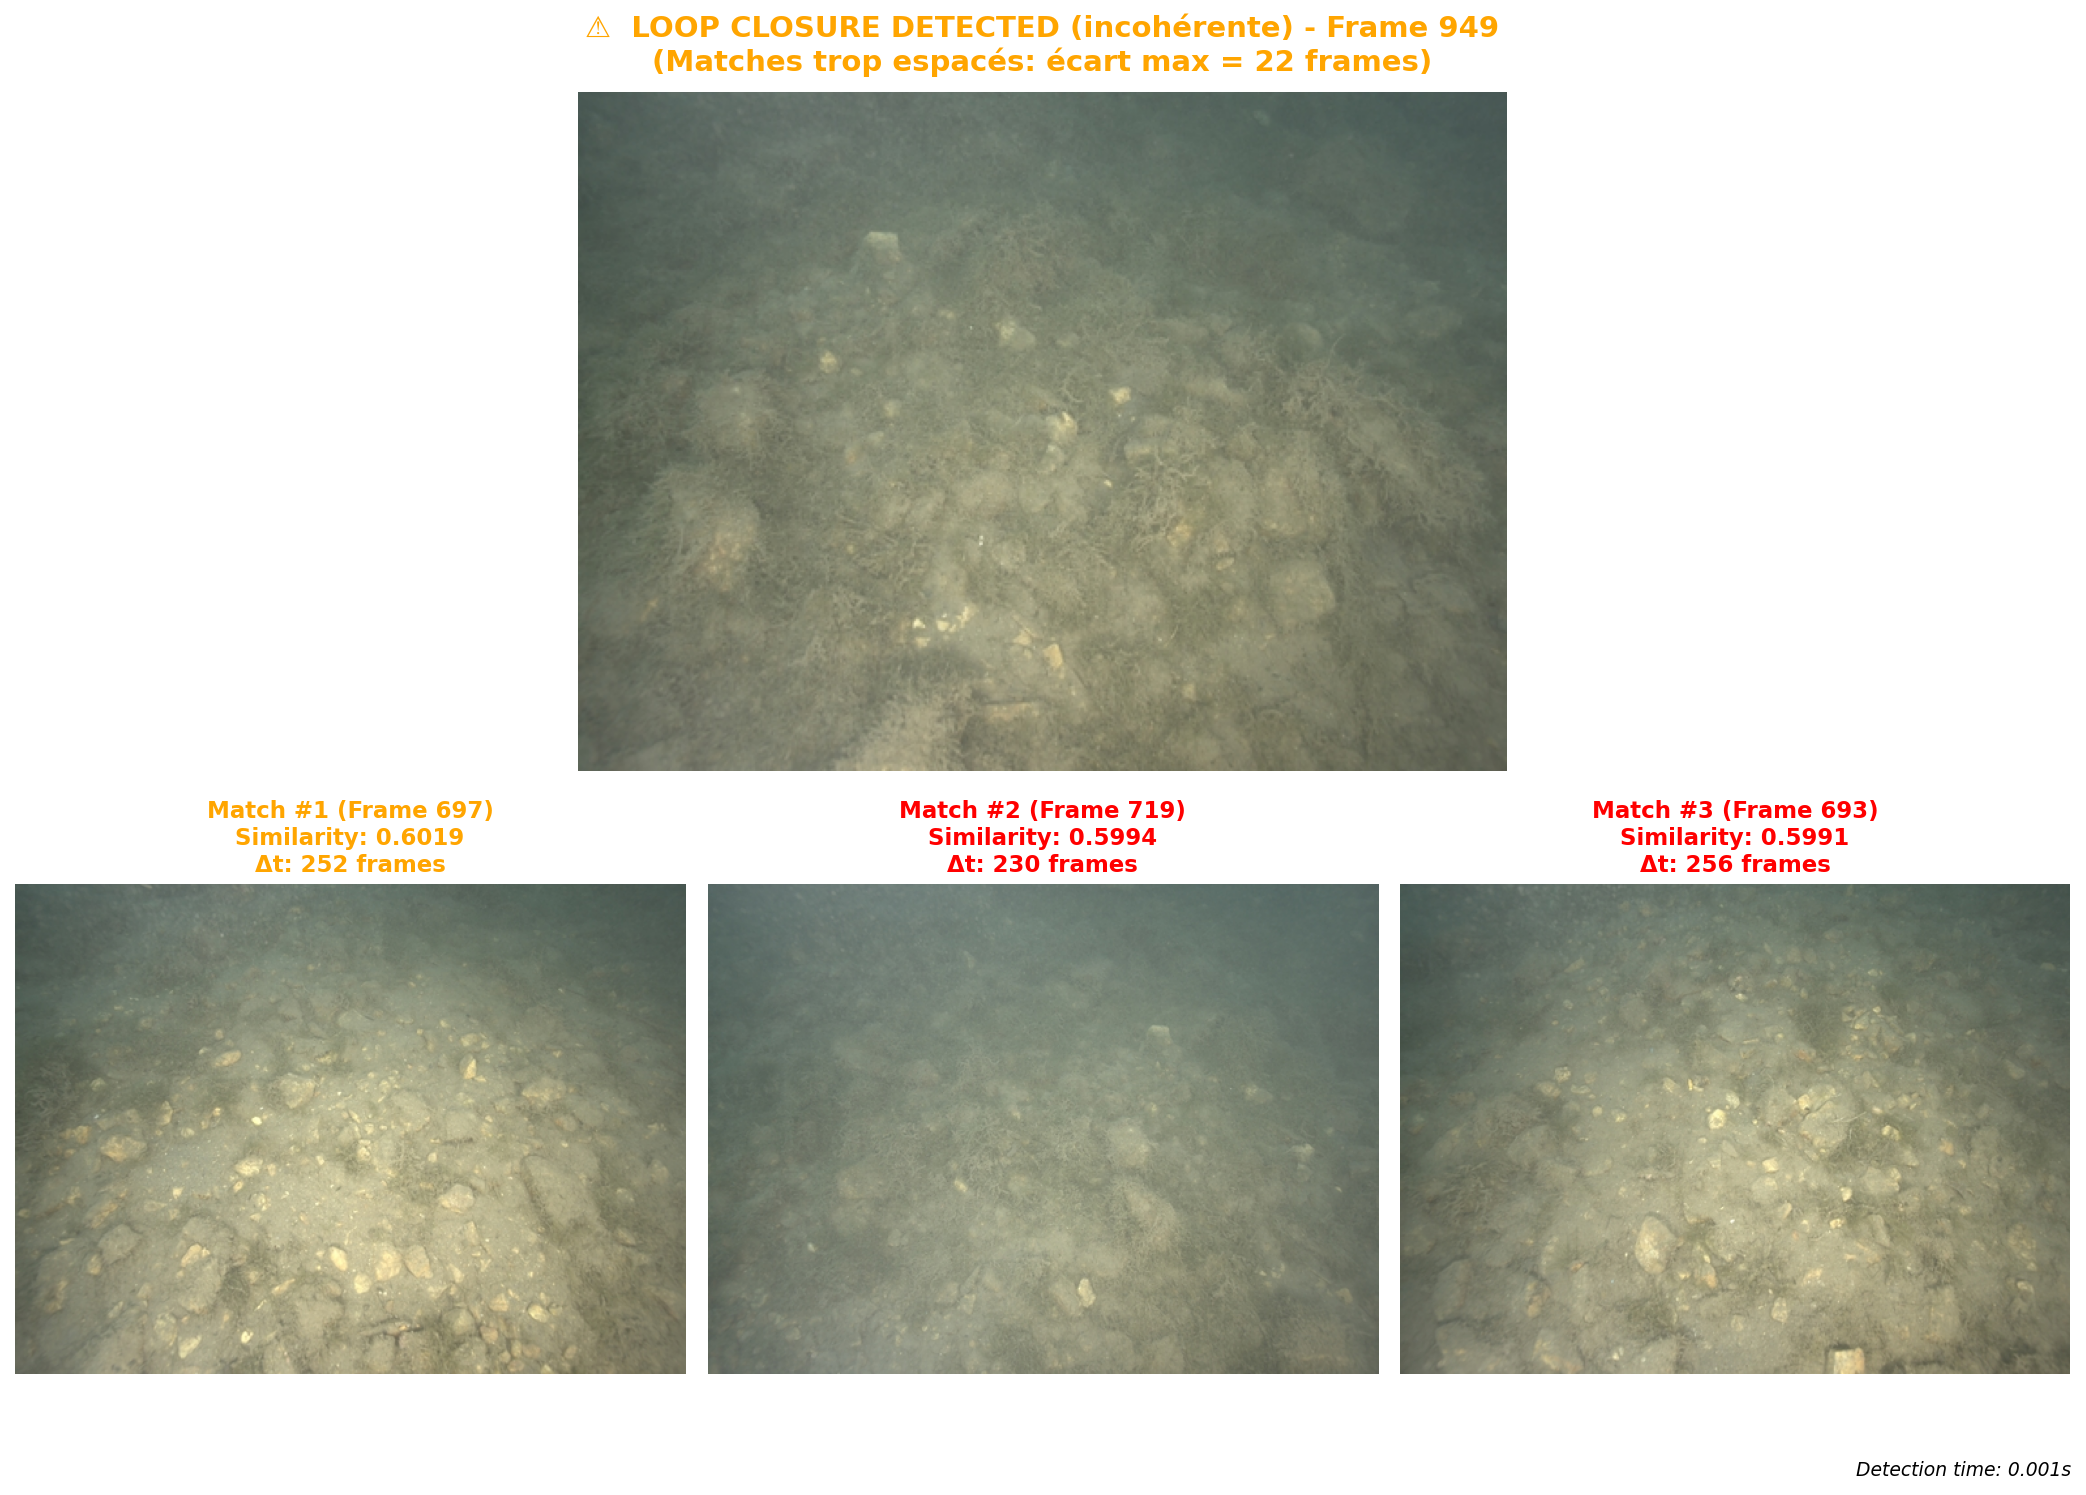 ⚠ LOOP CLOSURE DETECTED (incohérente) - Frame 949
(Matches trop espacés: écart max = 22 frames)
Match #1 (Frame 697)
Similarity: 0.6019
Δt: 252 frames
Match #2 (Frame 719)
Similarity: 0.5994
Δt: 230 frames
Match #3 (Frame 693)
Similarity: 0.5991
Δt: 256 frames
Detection time: 0.001s